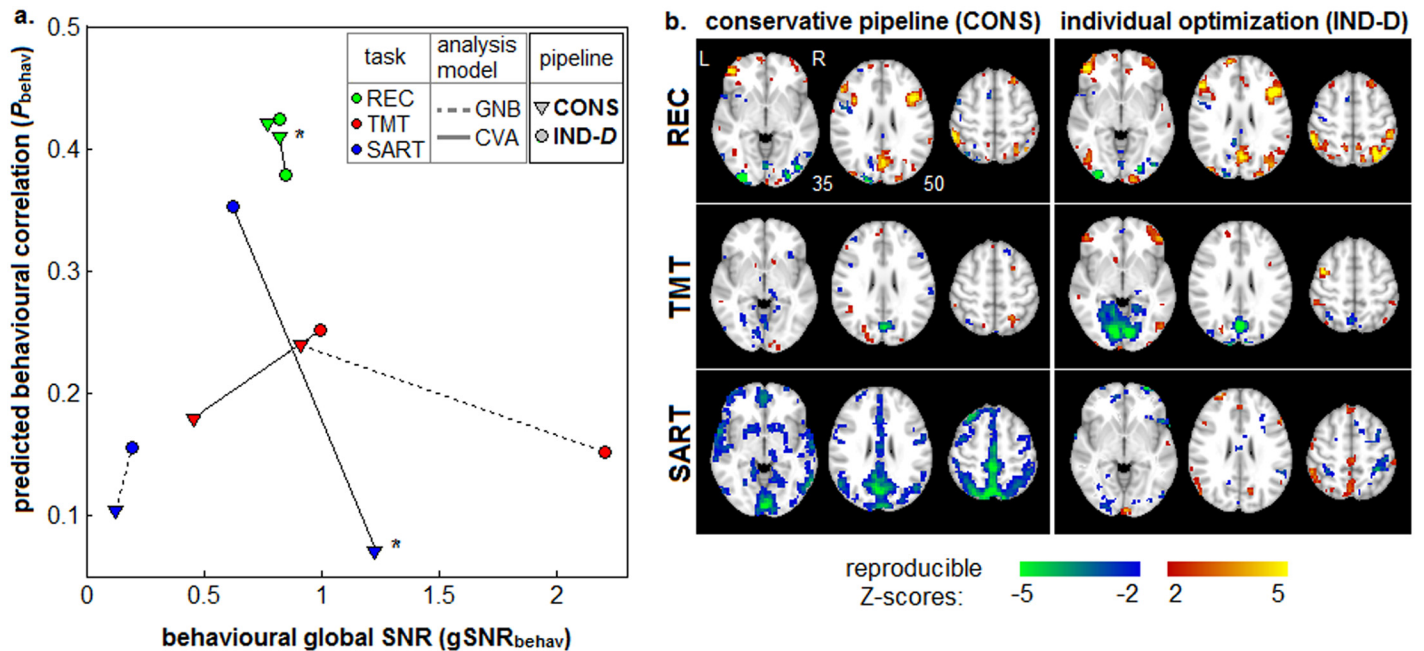 a.
0.5
0.4
0.3
0.2
0.1
predicted behavioural correlation (Pbehav)
0
0.5
1
1.5
2
behavioural global SNR (gSNRbehav)
task
analysis
model
pipeline
REC
TMT
SART
GNB
CVA
CONS
IND-D
*
*
b. conservative pipeline (CONS)
individual optimization (IND-D)
L
R
35
50
REC
TMT
SART
reproducible
Z-scores:
-5
-2
2
5